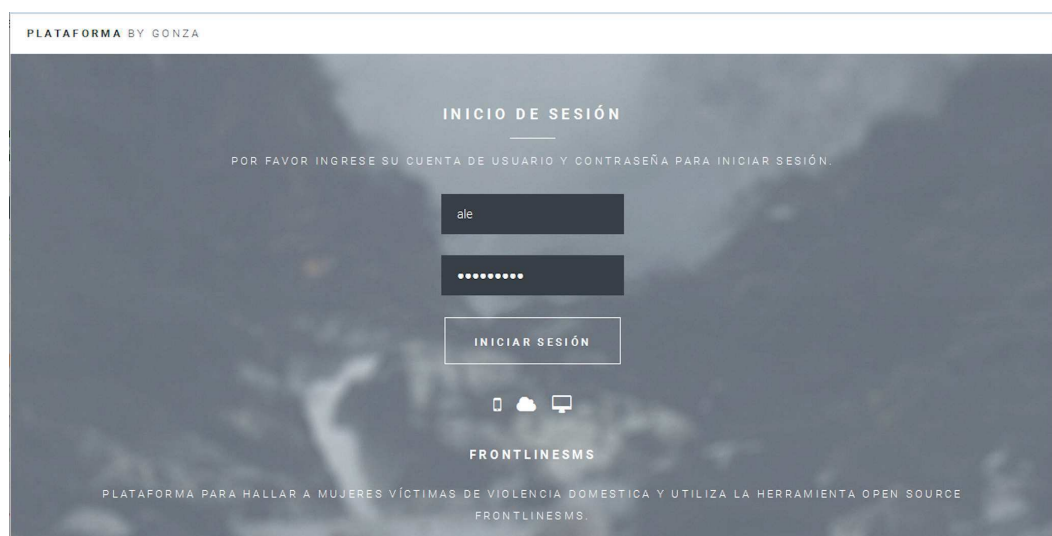 PLATAFORMA BY GONZA
INICIO DE SESIÓN
POR FAVOR INGRESE SU CUENTA DE USUARIO Y CONTRASEÑA PARA INICIAR SESIÓN.
ale
•••••••••
INICIAR SESIÓN
FRONTLINESMS
PLATAFORMA PARA HALLAR A MUJERES VÍCTIMAS DE VIOLENCIA DOMESTICA Y UTILIZA LA HERRAMIENTA OPEN SOURCE
FRONTLINESMS.